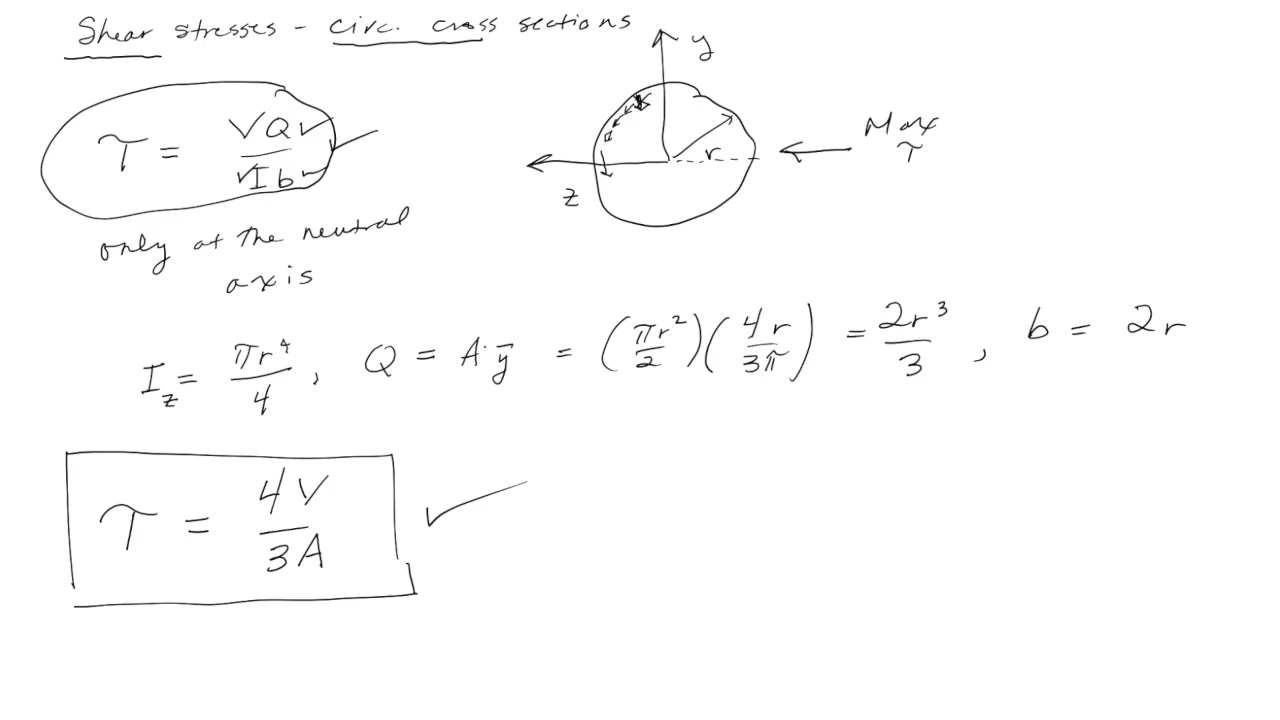 Shear stresses - circ. cross sections
y
τ = VQ / Ib
r
Max τ
z
only at the neutral
axis
I_z = πr⁴/4 , Q = A·ȳ = (πr²/2)(4r/3π) = 2r³/3 , b = 2r
τ = 4V / 3A